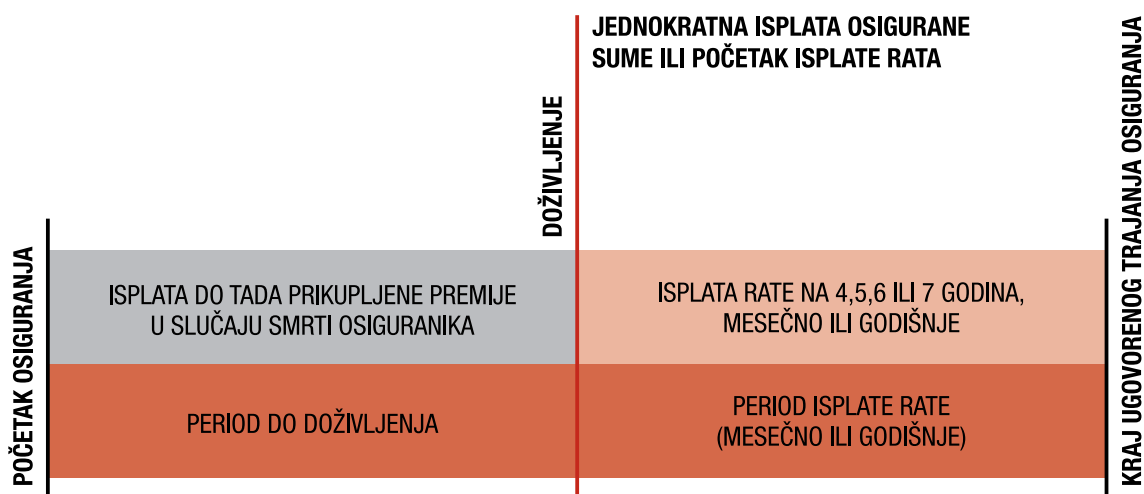 JEDNOKRATNA ISPLATA OSIGURANE
SUME ILI POČETAK ISPLATE RATA
DOŽIVLJENJE
POČETAK OSIGURANJA
ISPLATA DO TADA PRIKUPLJENE PREMIJE
U SLUČAJU SMRTI OSIGURANIKA
ISPLATA RATE NA 4,5,6 ILI 7 GODINA,
MESEČNO ILI GODIŠNJE
PERIOD DO DOŽIVLJENJA
PERIOD ISPLATE RATE
(MESEČNO ILI GODIŠNJE)
KRAJ UGOVORENOG TRAJANJA OSIGURANJA